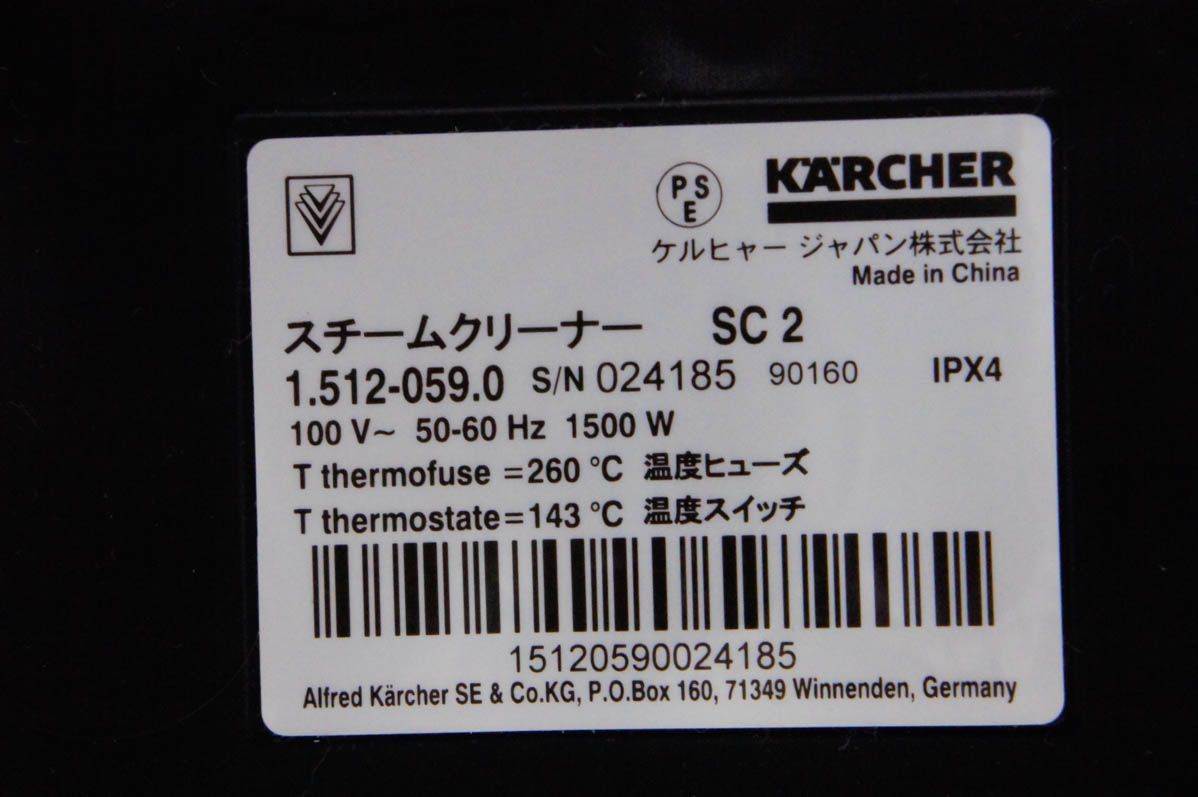 PSE
KÄRCHER
ケルヒャー ジャパン株式会社
Made in China
スチームクリーナー SC 2
1.512-059.0 S/N 024185 90160 IPX4
100 V~ 50-60 Hz 1500 W
T thermofuse =260 °C 温度ヒューズ
T thermostate=143 °C 温度スイッチ
15120590024185
Alfred Kärcher SE & Co.KG, P.O.Box 160, 71349 Winnenden, Germany